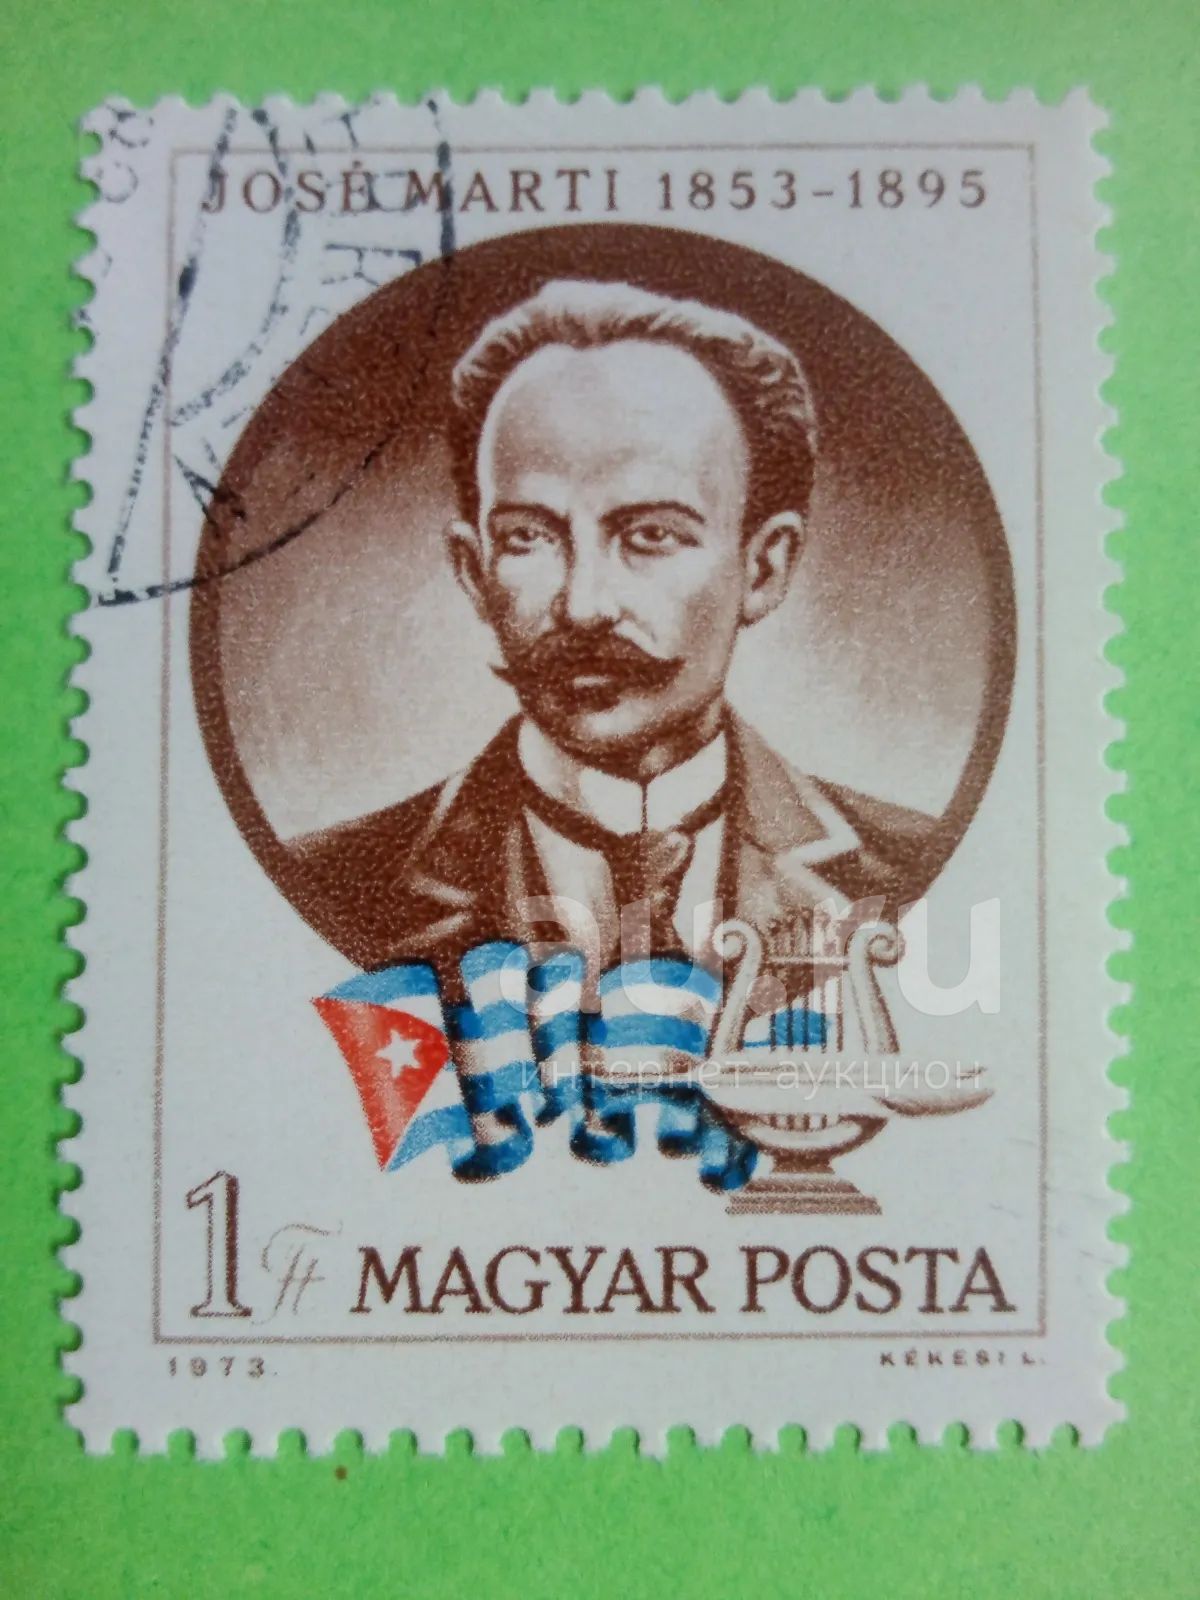 JOSÉ MARTI 1853-1895
au.ru
интернет-аукцион
1 Ft MAGYAR POSTA
1973. KÉKESI L.